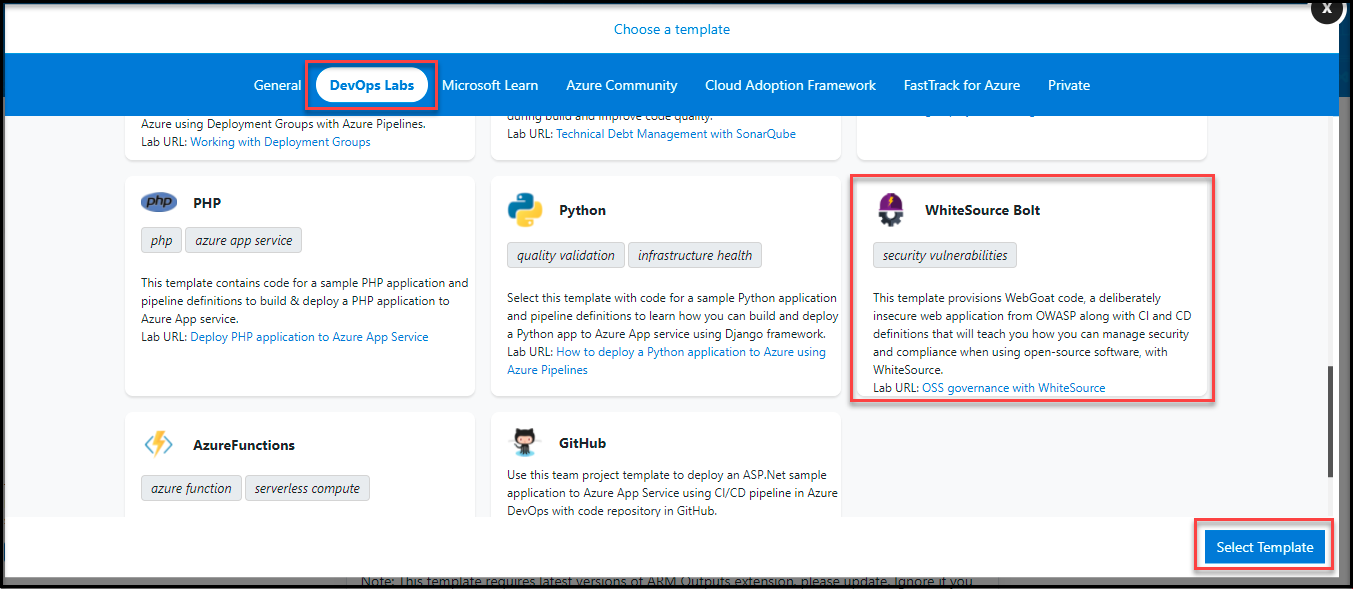 X
Choose a template
General DevOps Labs Microsoft Learn Azure Community Cloud Adoption Framework FastTrack for Azure Private
Azure using Deployment Groups with Azure Pipelines.
Lab URL: Working with Deployment Groups
during build and improve code quality.
Lab URL: Technical Debt Management with SonarQube
php
PHP
php azure app service
This template contains code for a sample PHP application and
pipeline definitions to build & deploy a PHP application to
Azure App service.
Lab URL: Deploy PHP application to Azure App Service
Python
quality validation infrastructure health
Select this template with code for a sample Python application
and pipeline definitions to learn how you can build and deploy
a Python app to Azure App service using Django framework.
Lab URL: How to deploy a Python application to Azure using
Azure Pipelines
WhiteSource Bolt
security vulnerabilities
This template provisions WebGoat code, a deliberately
insecure web application from OWASP along with CI and CD
definitions that will teach you how you can manage security
and compliance when using open-source software, with
WhiteSource.
Lab URL: OSS governance with WhiteSource
AzureFunctions
azure function serverless compute
GitHub
Use this team project template to deploy an ASP.Net sample
application to Azure App Service using CI/CD pipeline in Azure
DevOps with code repository in GitHub.
Select Template
Note: This template requires latest versions of ARM Outputs extension, please update. Ignore if you